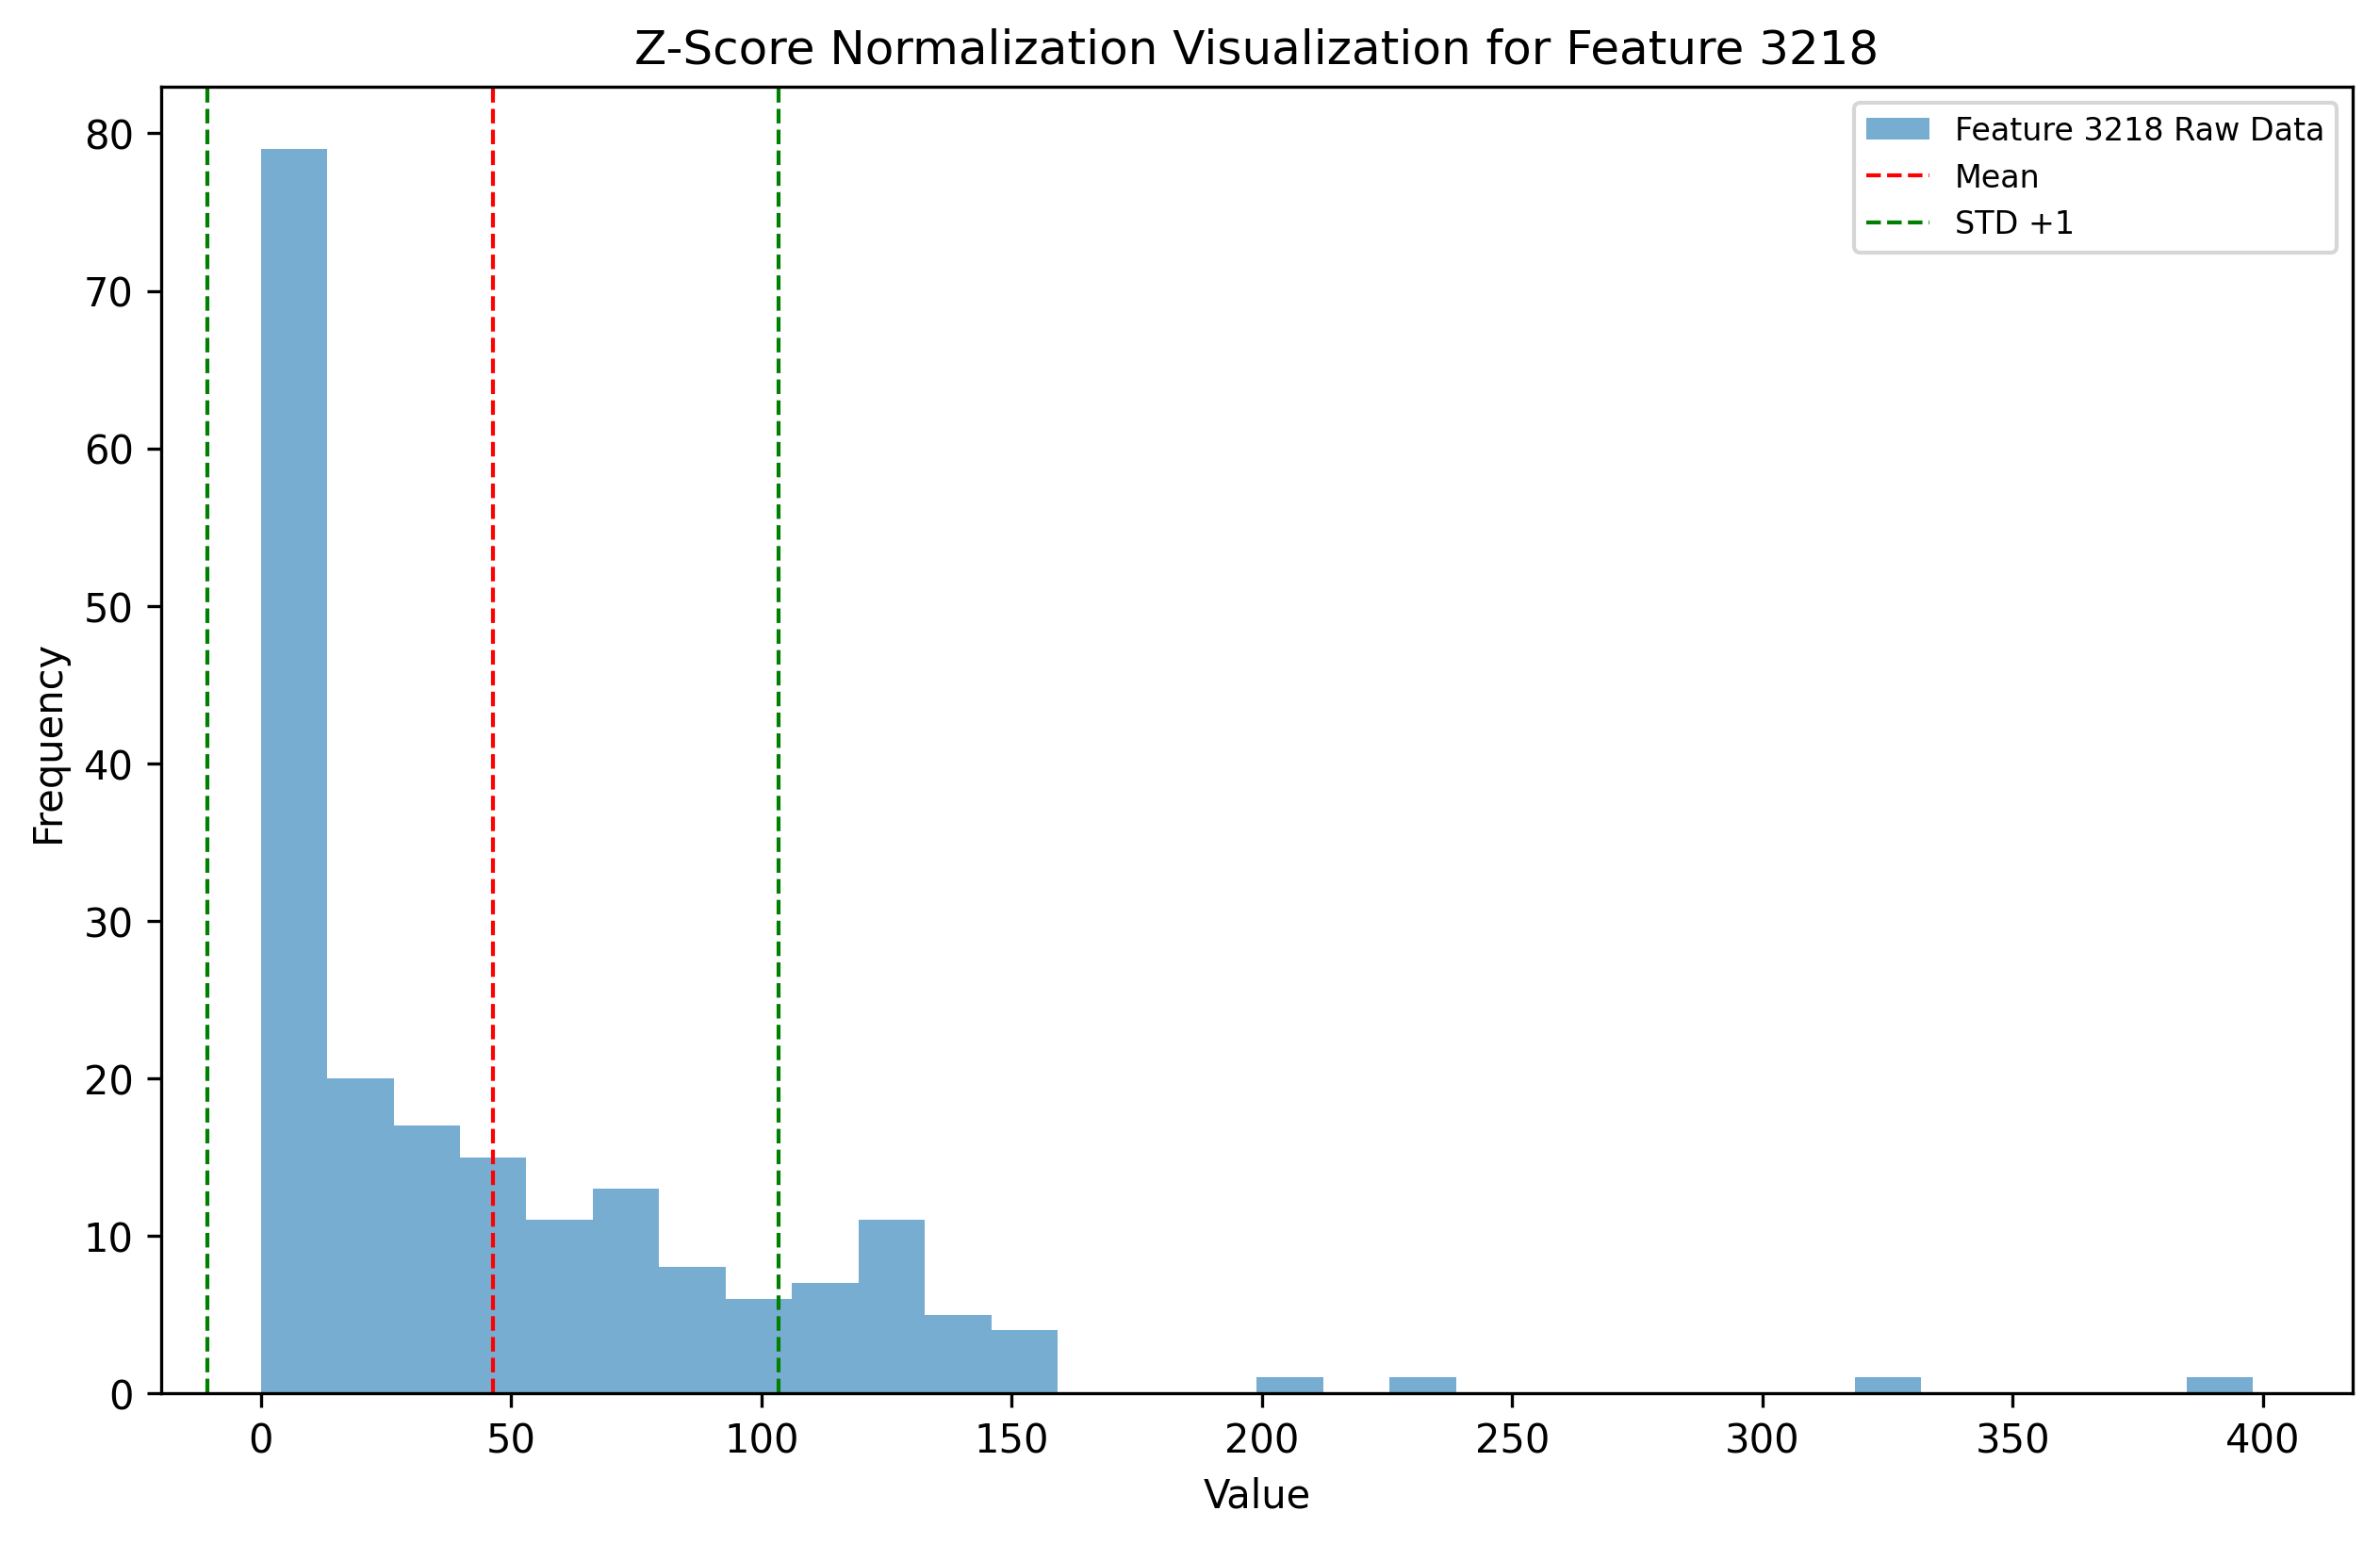 Z-Score Normalization Visualization for Feature 3218
Feature 3218 Raw Data
Mean
STD +1
80
70
60
50
40
30
20
10
0
Frequency
0 50 100 150 200 250 300 350 400
Value